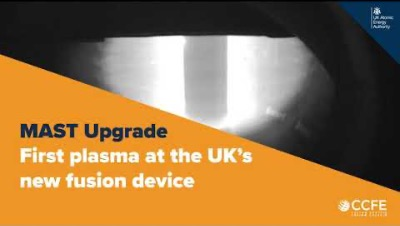 UK Atomic
Energy
Authority
MAST Upgrade
First plasma at the UK's
new fusion device
CCFE